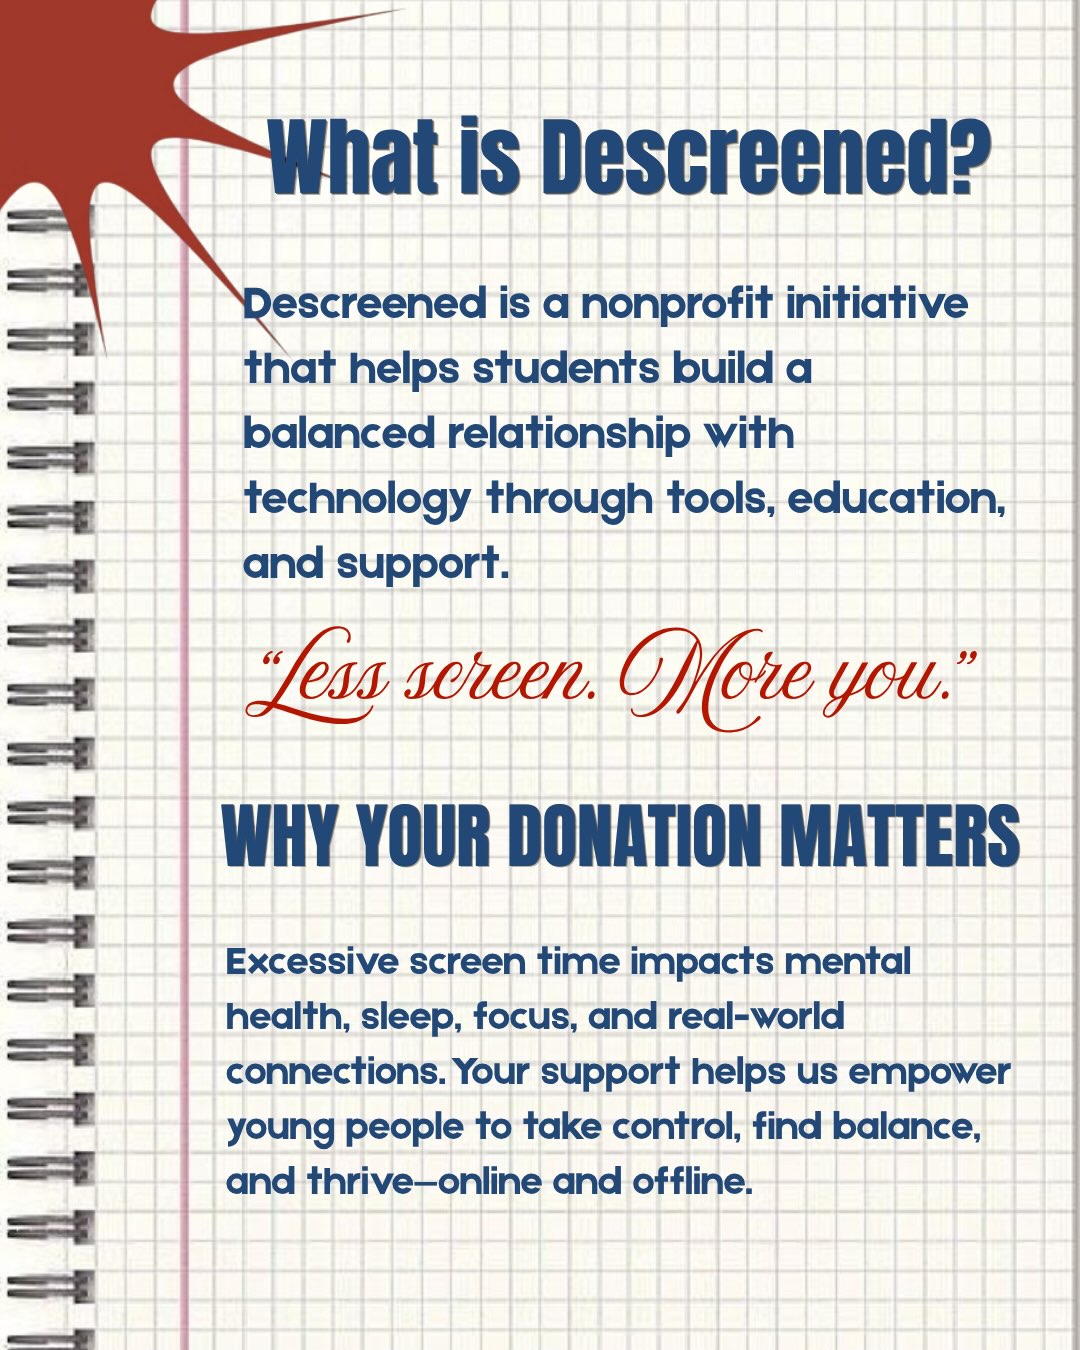 What is Descreened?
Descreened is a nonprofit initiative
that helps students build a
balanced relationship with
technology through tools, education,
and support.
“Less screen. More you.”
WHY YOUR DONATION MATTERS
Excessive screen time impacts mental
health, sleep, focus, and real-world
connections. Your support helps us empower
young people to take control, find balance,
and thrive—online and offline.